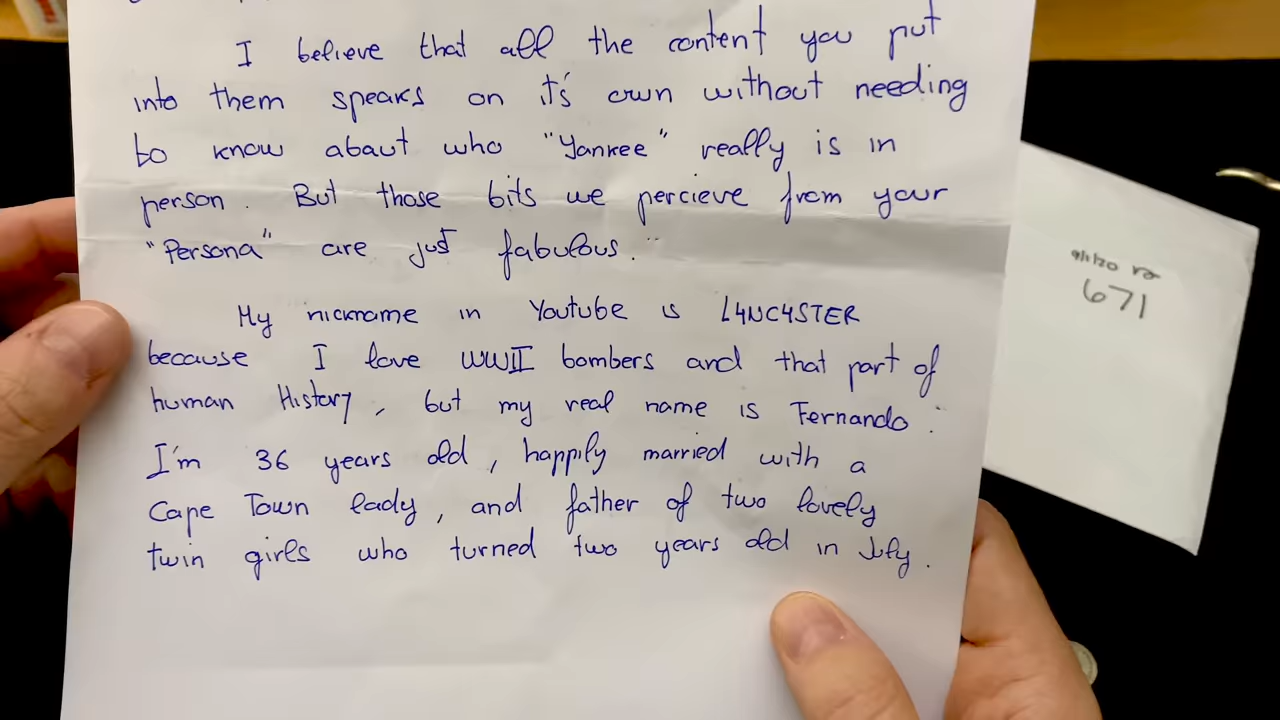 I believe that all the content you put
into them speaks on it's own without needing
to know about who "Yankee" really is in
person. But those bits we percieve from your
"Persona" are just fabulous.
My nickname in Youtube is L4NC4STER
because I love WWII bombers and that part of
human History, but my real name is Fernando.
I'm 36 years old, happily married with a
Cape Town lady, and father of two lovely
twin girls who turned two years old in July.
671